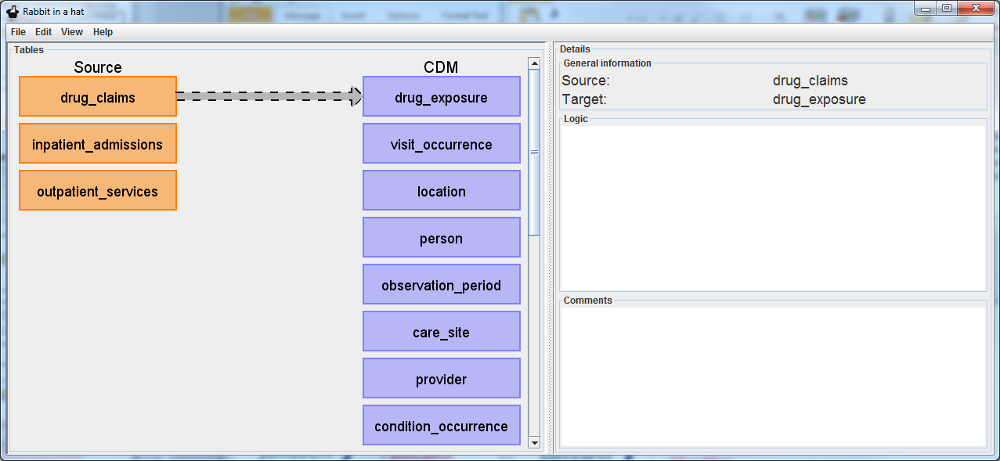 Rabbit in a hat
File Edit View Help
Tables
Source
CDM
drug_claims
drug_exposure
inpatient_admissions
visit_occurrence
outpatient_services
location
person
observation_period
care_site
provider
condition_occurrence
Details
General information
Source: drug_claims
Target: drug_exposure
Logic
Comments